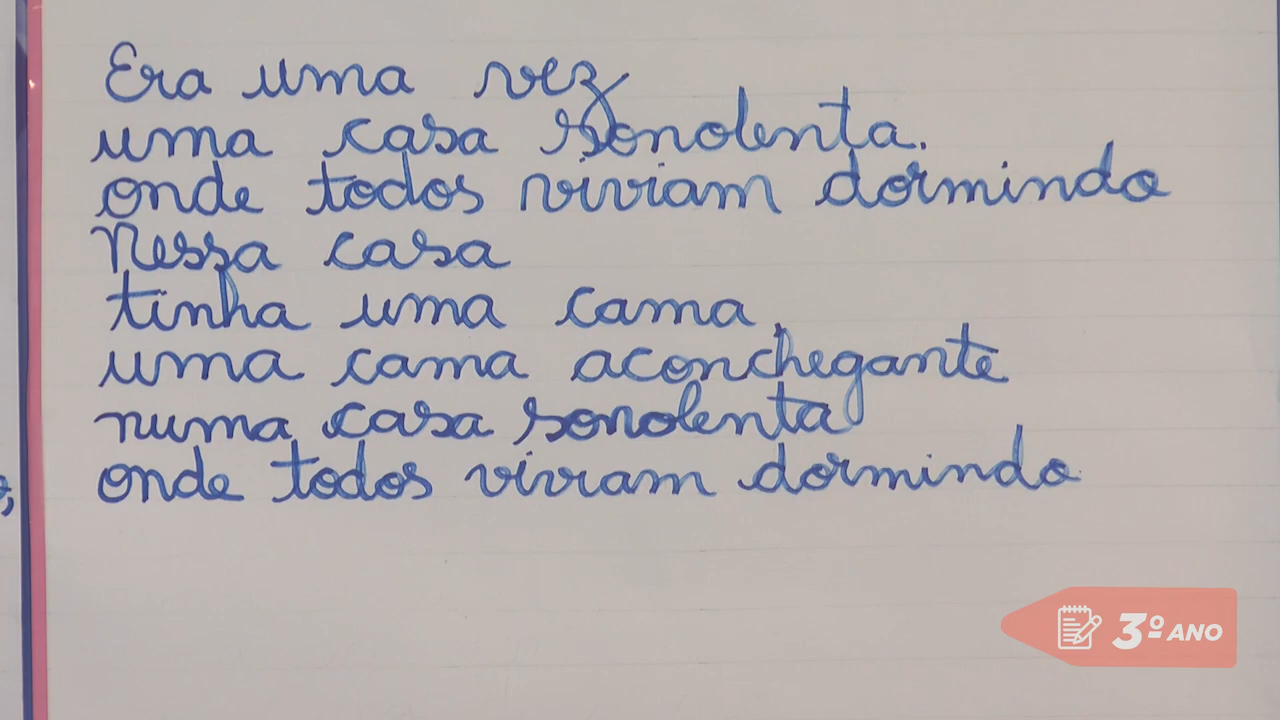 Era uma vez
uma casa sonolenta.
onde todos viviam dormindo
Nessa casa
tinha uma cama,
uma cama aconchegante
numa casa sonolenta
onde todos viviam dormindo
3º ANO